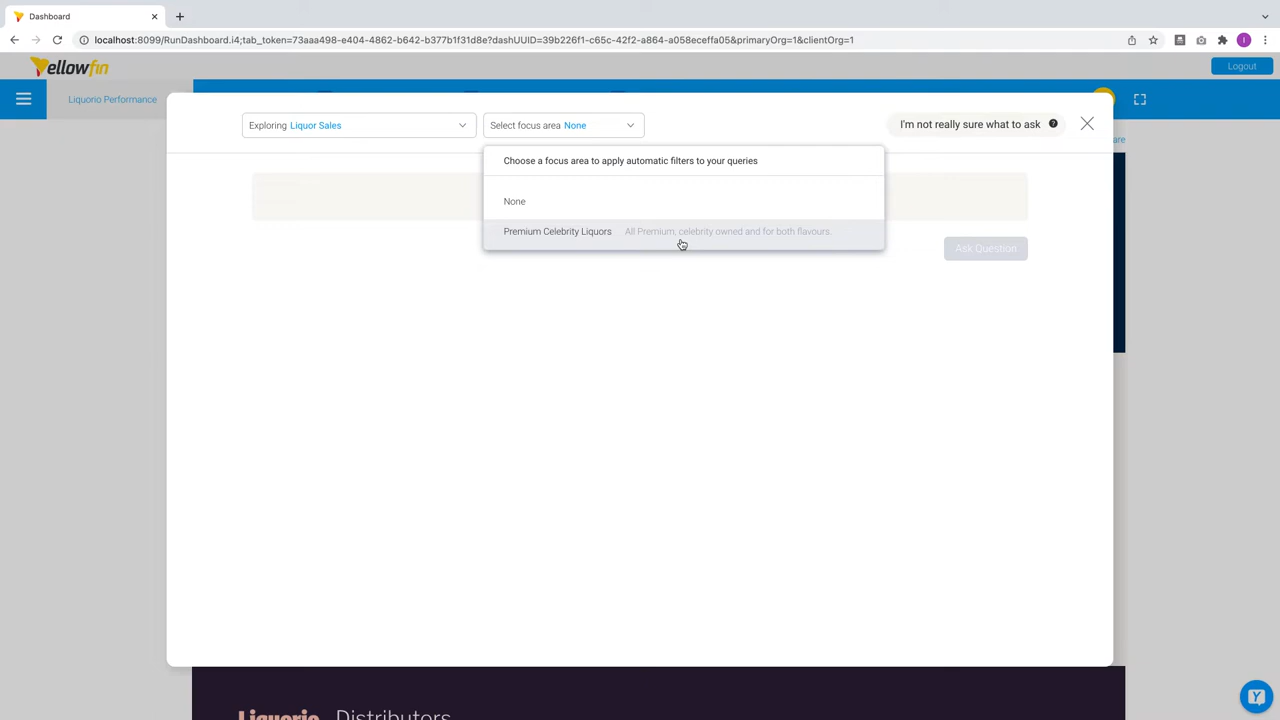 Dashboard
localhost:8099/RunDashboard.i4;tab_token=73aaa498-e404-4862-b642-b377b1f31d8e?dashUUID=39b226f1-c65c-42f2-a864-a058eceffa05&primaryOrg=1&clientOrg=1
I
Yellowfin
Logout
Liquorio Performance
Exploring Liquor Sales
Select focus area None
I'm not really sure what to ask ?
are
Choose a focus area to apply automatic filters to your queries
None
Premium Celebrity Liquors All Premium, celebrity owned and for both flavours.
Ask Question
Liquorio Distributors